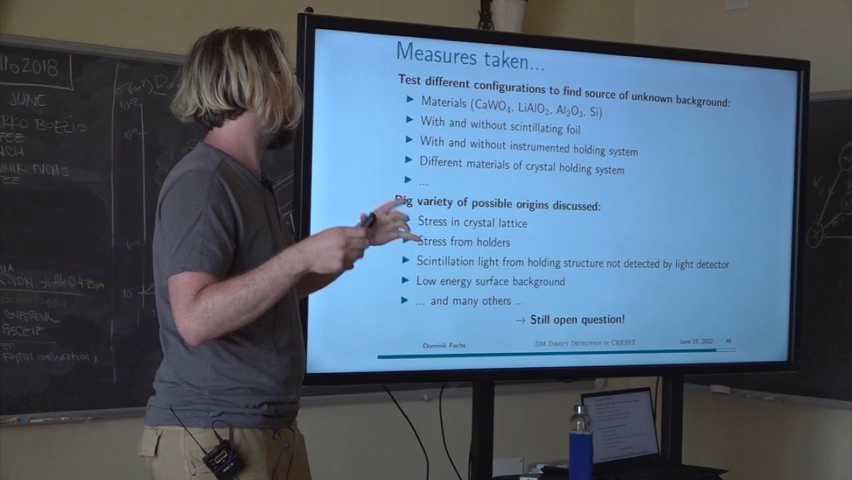 llo 2018
JUNC
FUCHS
Measures taken...
Test different configurations to find source of unknown background:
Materials (CaWO₄, LiAlO₂, Al₂O₃, Si)
With and without scintillating foil
With and without instrumented holding system
Different materials of crystal holding system
...
Big variety of possible origins discussed:
Stress in crystal lattice
Stress from holders
Scintillation light from holding structure not detected by light detector
Low energy surface background
... and many others ...
→ Still open question!
Dominik Fuchs
DM Direct Detection in CRESST
June 15, 2022